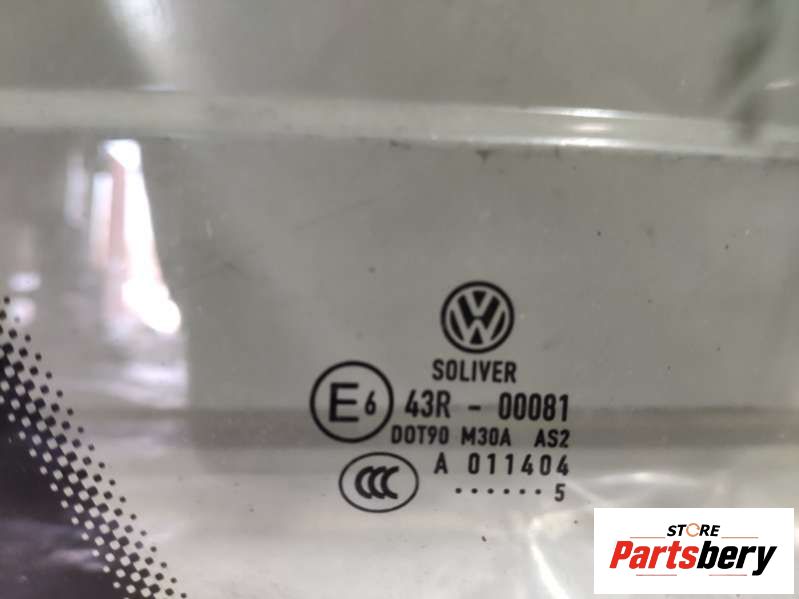 VW
SOLIVER
E6 43R - 00081
DOT90 M30A AS2
CCC A 011404
...... 5
STORE
Partsbery